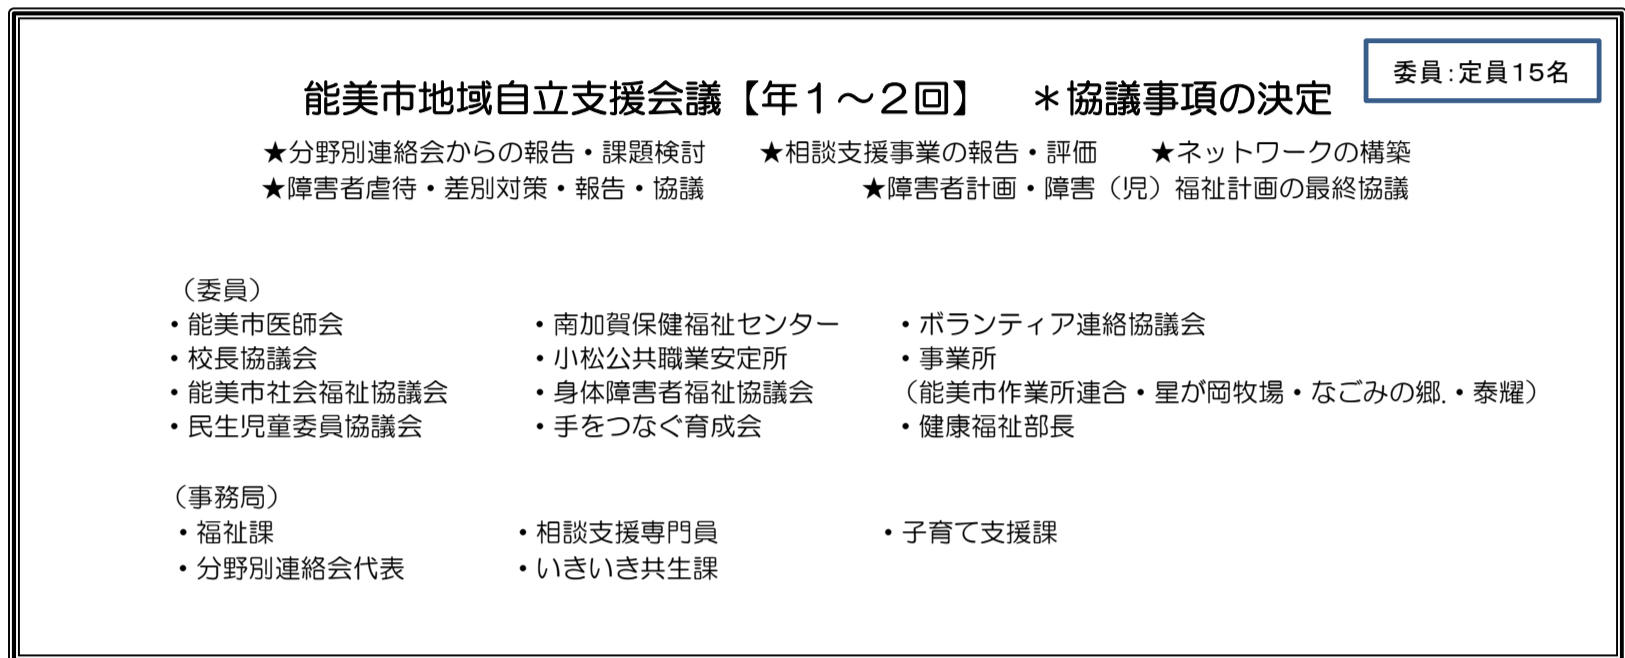 委員:定員15名
能美市地域自立支援会議【年1~2回】 *協議事項の決定
★分野別連絡会からの報告・課題検討 ★相談支援事業の報告・評価 ★ネットワークの構築
★障害者虐待・差別対策・報告・協議 ★障害者計画・障害（児）福祉計画の最終協議
（委員）
・能美市医師会 ・南加賀保健福祉センター ・ボランティア連絡協議会
・校長協議会 ・小松公共職業安定所 ・事業所
・能美市社会福祉協議会 ・身体障害者福祉協議会 （能美市作業所連合・星が岡牧場・なごみの郷.・泰耀）
・民生児童委員協議会 ・手をつなぐ育成会 ・健康福祉部長
（事務局）
・福祉課 ・相談支援専門員 ・子育て支援課
・分野別連絡会代表 ・いきいき共生課